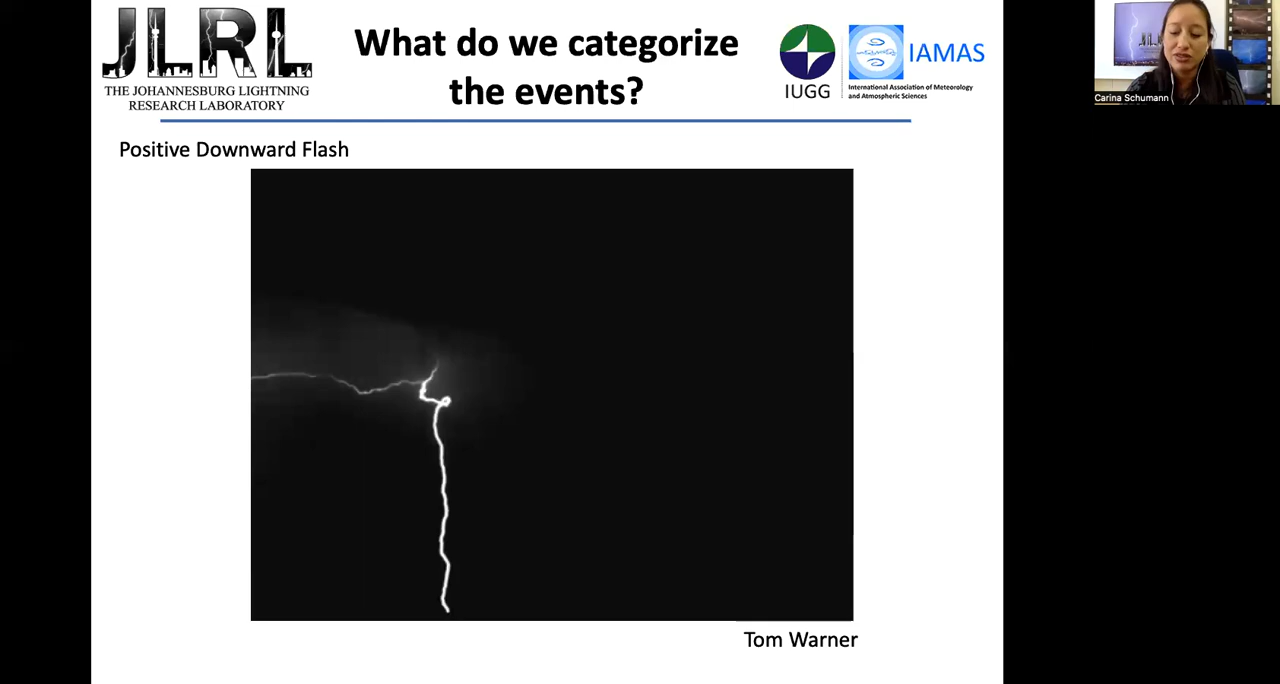 JLRL
THE JOHANNESBURG LIGHTNING
RESEARCH LABORATORY
What do we categorize
the events?
IUGG
IAMAS
International Association of Meteorology
and Atmospheric Sciences
Carina Schumann
Positive Downward Flash
Tom Warner